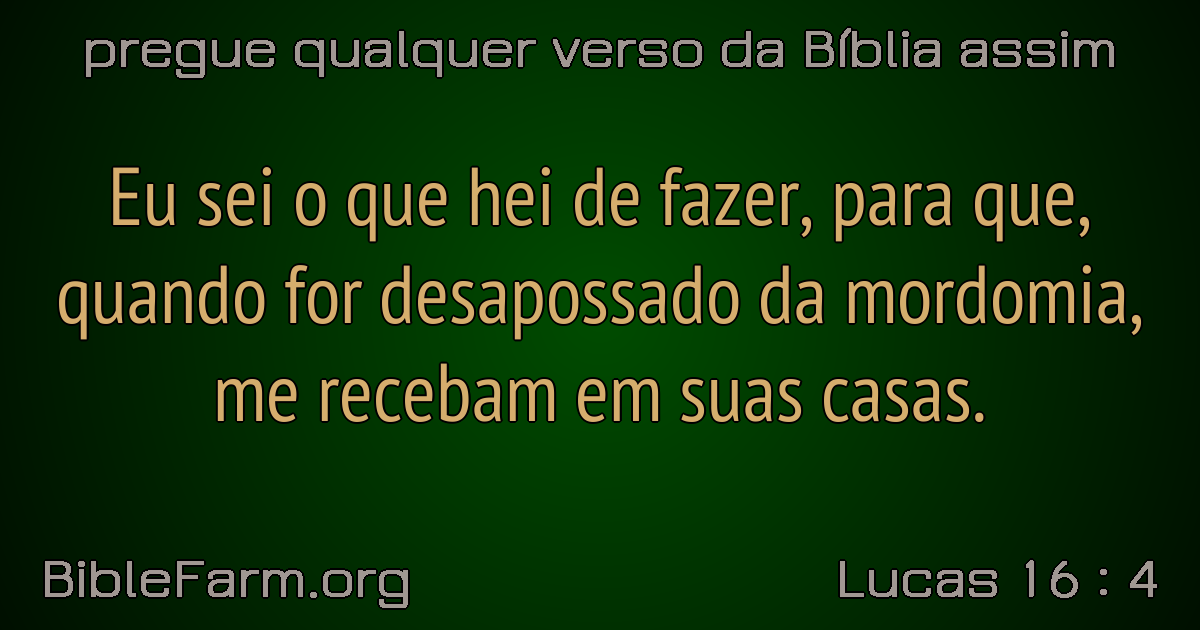 pregue qualquer verso da Bíblia assim
Eu sei o que hei de fazer, para que,
quando for desapossado da mordomia,
me recebam em suas casas.
BibleFarm.org
Lucas 16 : 4